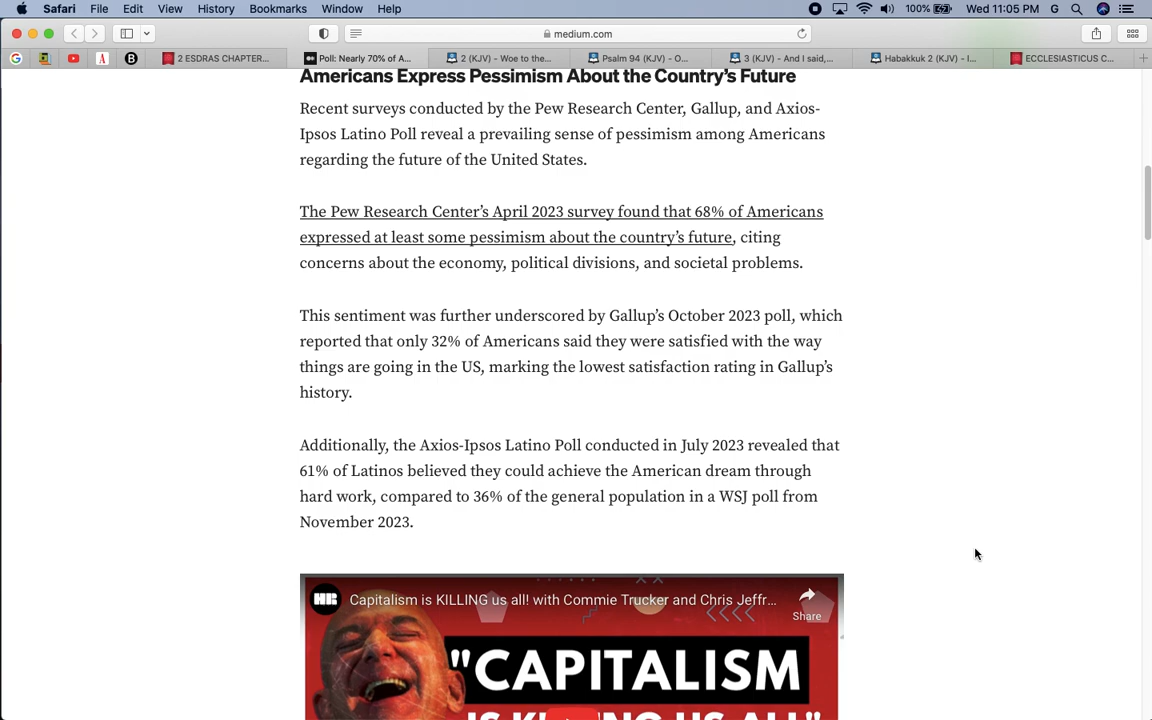 Safari File Edit View History Bookmarks Window Help 100% Wed 11:05 PM G
medium.com
2 ESDRAS CHAPTER... Poll: Nearly 70% of A... 2 (KJV) - Woe to the... Psalm 94 (KJV) - O... 3 (KJV) - And I said,... Habakkuk 2 (KJV) - I... ECCLESIASTICUS C...
Americans Express Pessimism About the Country's Future
Recent surveys conducted by the Pew Research Center, Gallup, and Axios-
Ipsos Latino Poll reveal a prevailing sense of pessimism among Americans
regarding the future of the United States.
The Pew Research Center's April 2023 survey found that 68% of Americans
expressed at least some pessimism about the country's future, citing
concerns about the economy, political divisions, and societal problems.
This sentiment was further underscored by Gallup's October 2023 poll, which
reported that only 32% of Americans said they were satisfied with the way
things are going in the US, marking the lowest satisfaction rating in Gallup's
history.
Additionally, the Axios-Ipsos Latino Poll conducted in July 2023 revealed that
61% of Latinos believed they could achieve the American dream through
hard work, compared to 36% of the general population in a WSJ poll from
November 2023.
Capitalism is KILLING us all! with Commie Trucker and Chris Jeffr...
Share
"CAPITALISM
IS KILLING US ALL"